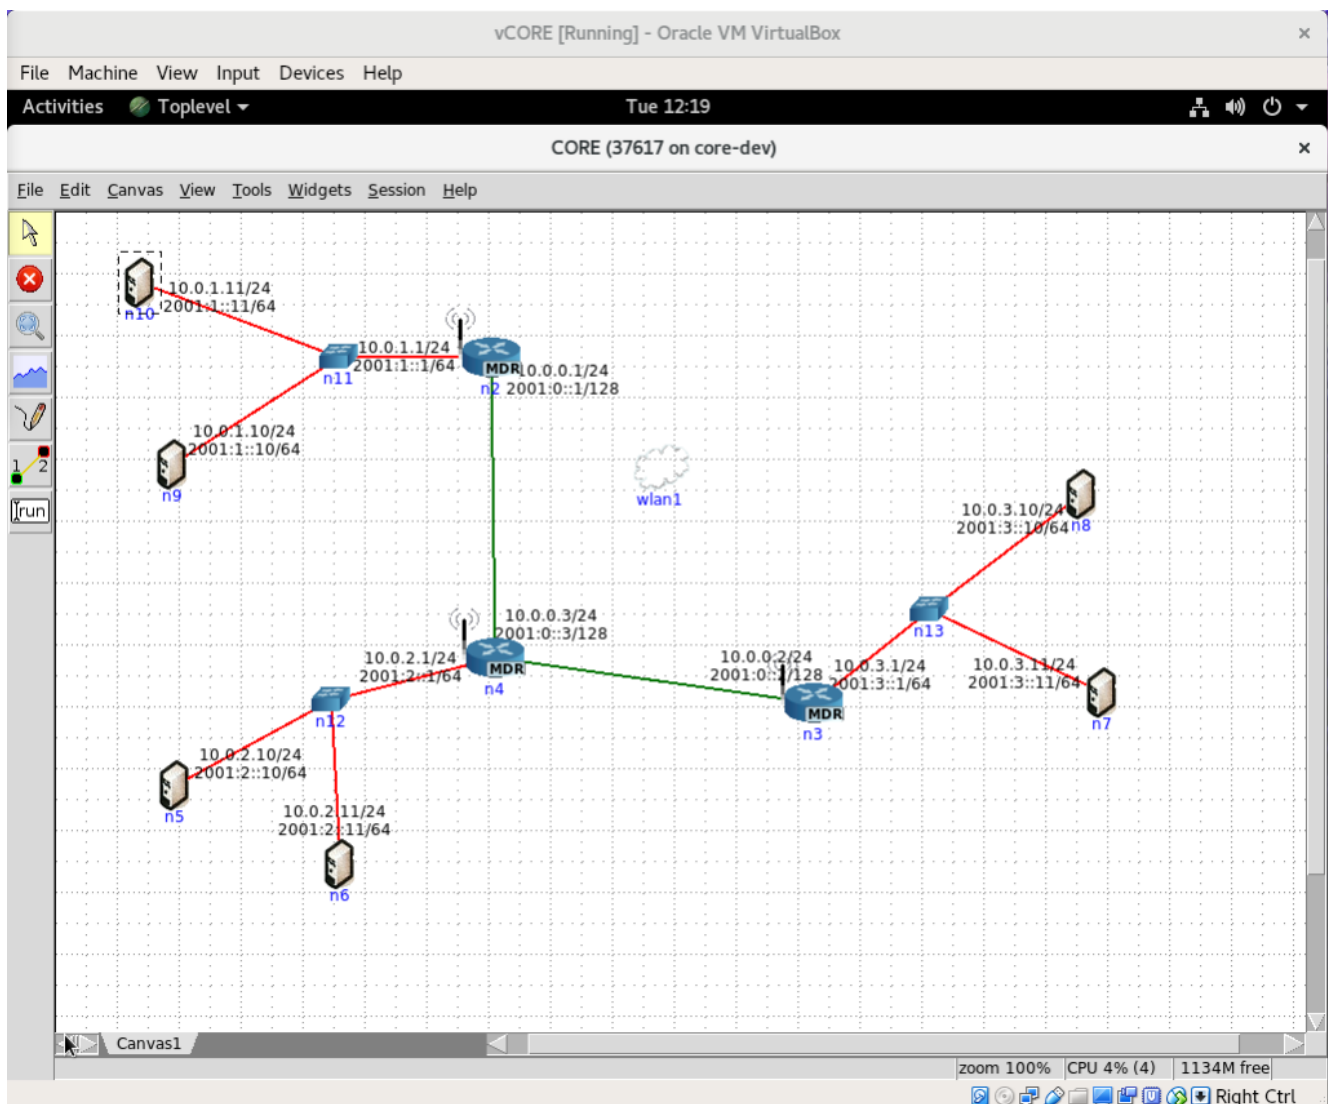 vCORE [Running] - Oracle VM VirtualBox
File Machine View Input Devices Help
Activities Toplevel Tue 12:19
CORE (37617 on core-dev)
File Edit Canvas View Tools Widgets Session Help
10.0.1.11/24
2001:1::11/64
n10
10.0.1.1/24
2001:1::1/64
n11
MDR
n2
10.0.0.1/24
2001:0::1/128
10.0.1.10/24
2001:1::10/64
n9
wlan1
10.0.3.10/24
2001:3::10/64
n8
1 2
run
n13
10.0.0.3/24
2001:0::3/128
MDR
n4
10.0.2.1/24
2001:2::1/64
n12
10.0.0.2/24
10.0.3.1/24
2001:3::1/64
MDR
n3
10.0.3.11/24
2001:3::11/64
n7
10.0.2.10/24
2001:2::10/64
n5
10.0.2.11/24
2001:2::11/64
n6
Canvas1
zoom 100% CPU 4% (4) 1134M free
Right Ctrl